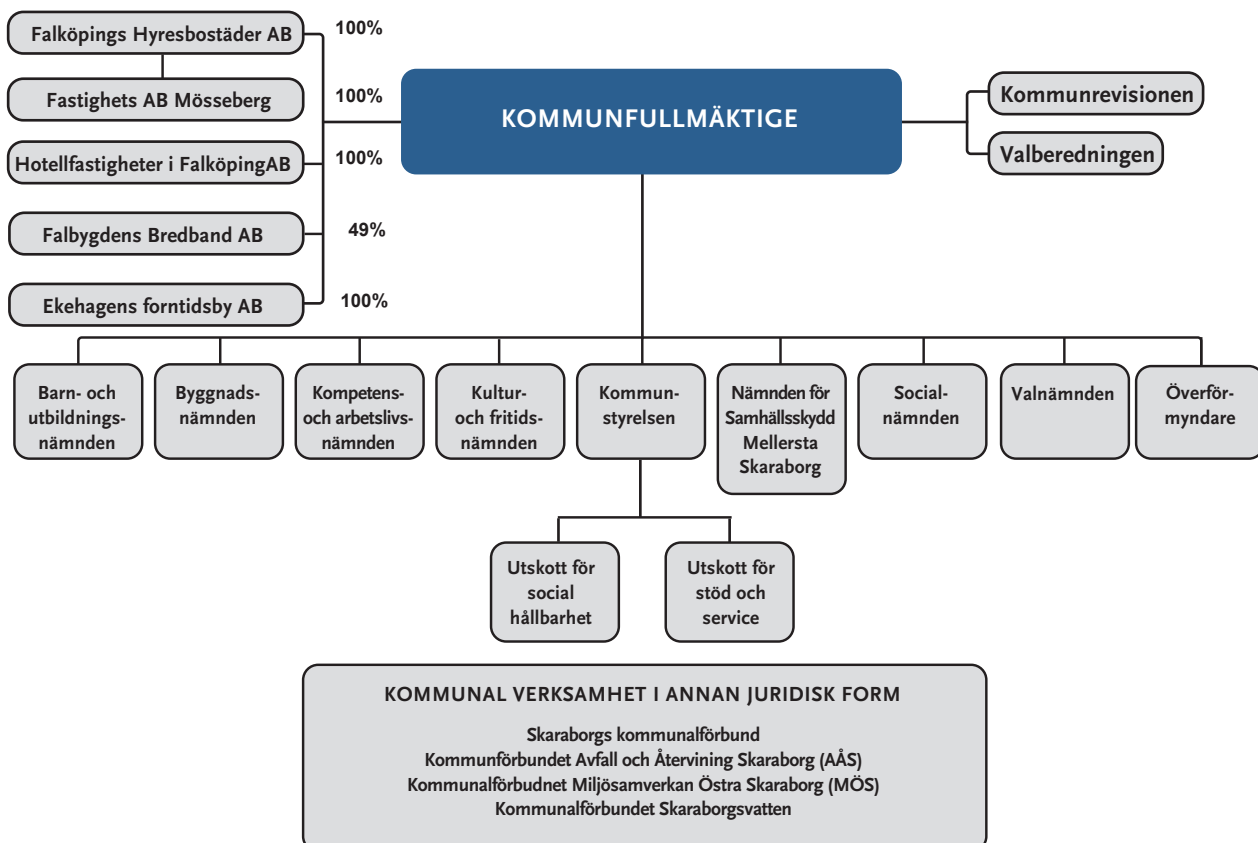 Falköpings Hyresbostäder AB
100%
Fastighets AB Mösseberg
100%
Hotellfastigheter i FalköpingAB
100%
Falbygdens Bredband AB
49%
Ekehagens forntidsby AB
100%
KOMMUNFULLMÄKTIGE
Kommunrevisionen
Valberedningen
Barn- och
utbildnings-
nämnden
Byggnads-
nämnden
Kompetens-
och arbetslivs-
nämnden
Kultur-
och fritids-
nämnden
Kommun-
styrelsen
Nämnden för
Samhällsskydd
Mellersta
Skaraborg
Social-
nämnden
Valnämnden
Överför-
myndare
Utskott för
social
hållbarhet
Utskott för
stöd och
service
KOMMUNAL VERKSAMHET I ANNAN JURIDISK FORM
Skaraborgs kommunalförbund
Kommunförbundet Avfall och Återvining Skaraborg (AÅS)
Kommunalförbudnet Miljösamverkan Östra Skaraborg (MÖS)
Kommunalförbundet Skaraborgsvatten